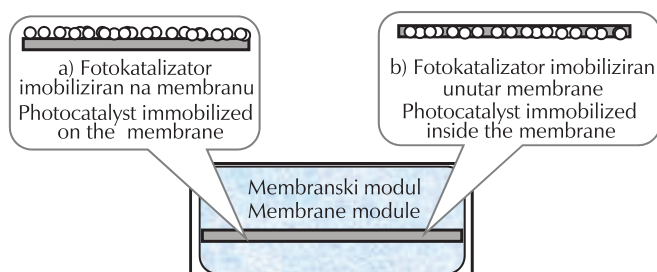 a) Fotokatalizator
imobiliziran na membranu
Photocatalyst immobilized
on the membrane
b) Fotokatalizator imobiliziran
unutar membrane
Photocatalyst immobilized
inside the membrane
Membranski modul
Membrane module